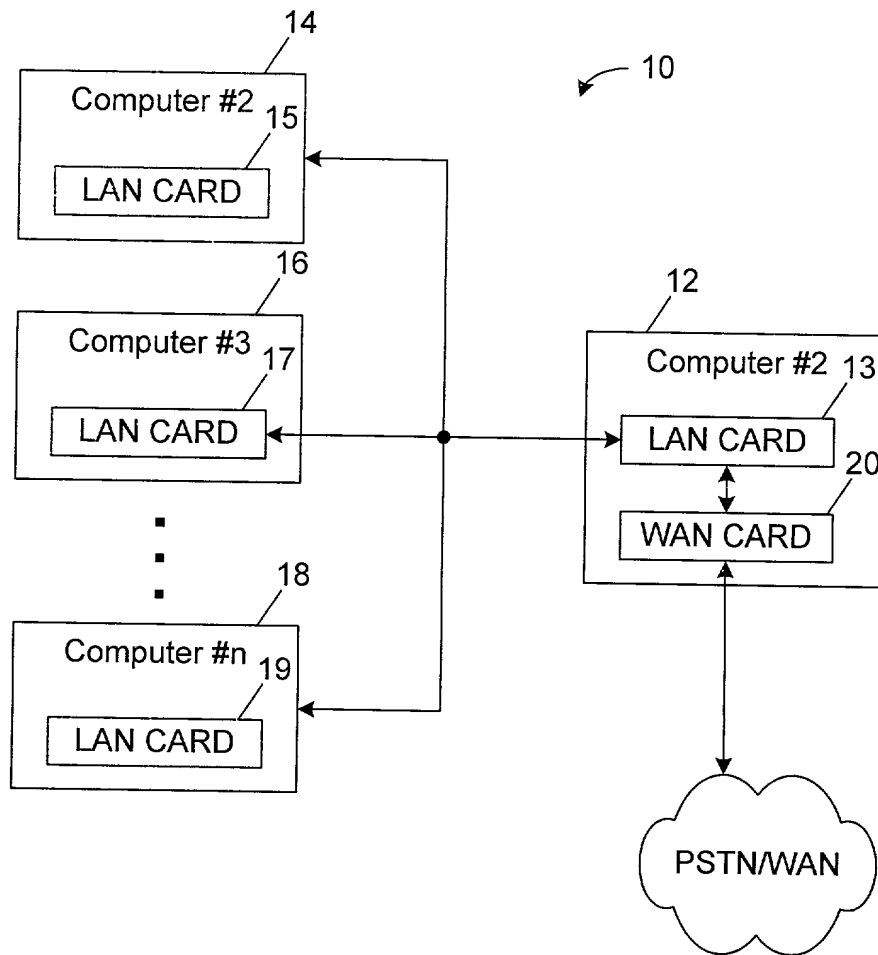 14
Computer #2
15
LAN CARD
10
16
Computer #3
17
LAN CARD
12
Computer #2
13
LAN CARD
20
WAN CARD
18
Computer #n
19
LAN CARD
PSTN/WAN